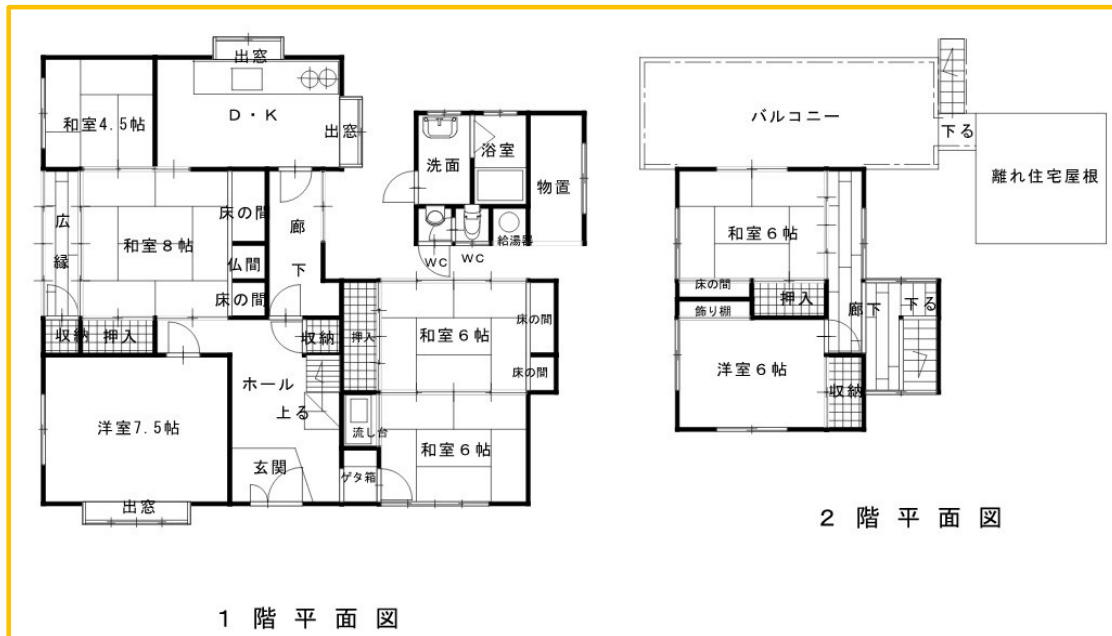 出窓
和室4.5帖
D・K
出窓
洗面
浴室
物置
広縁
和室8帖
床の間
仏間
床の間
廊下
WC
WC
給湯器
収納
押入
収納
押入
和室6帖
床の間
床の間
ホール
上る
洋室7.5帖
流し台
和室6帖
玄関
ゲタ箱
出窓
1階平面図
バルコニー
下る
離れ住宅屋根
和室6帖
床の間
押入
飾り棚
廊下
下る
洋室6帖
収納
2階平面図